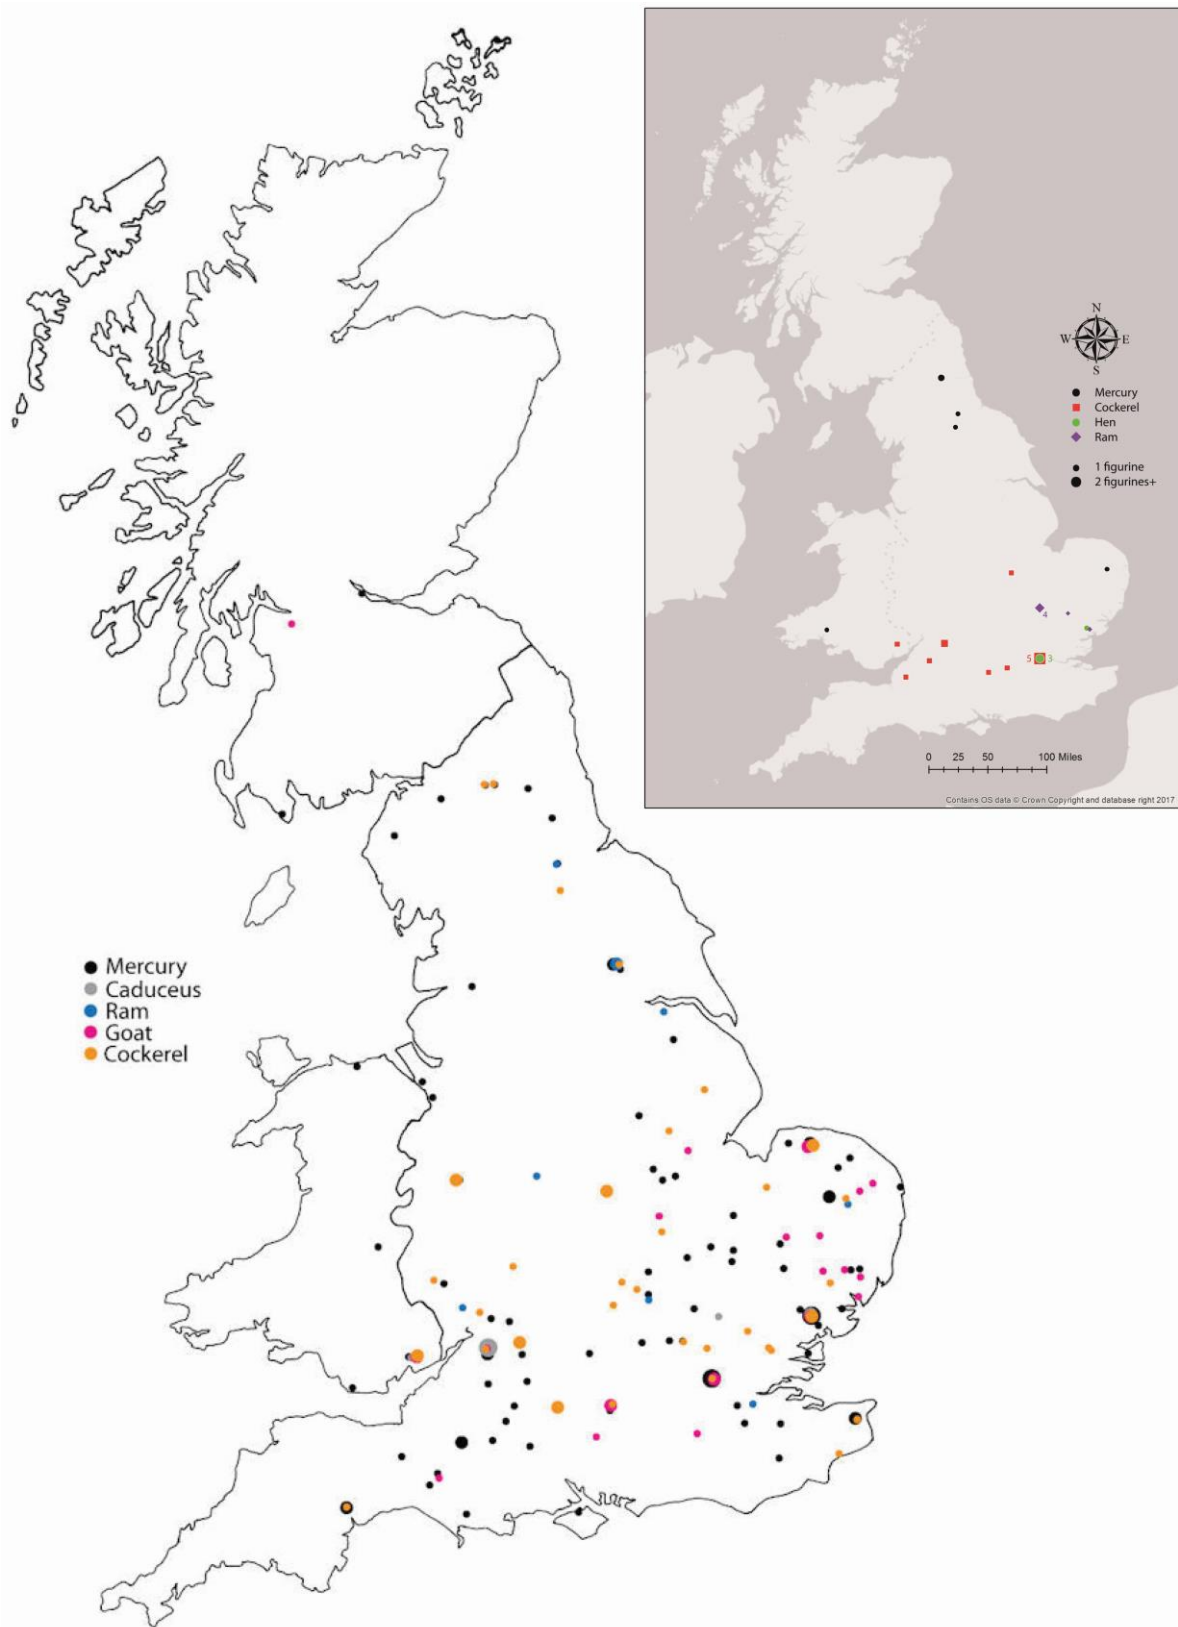 N
W E
S
Mercury
Cockerel
Hen
Ram
1 figurine
2 figurines+
4
5 3
0 25 50 100 Miles
Contains OS data © Crown Copyright and database right 2017
Mercury
Caduceus
Ram
Goat
Cockerel